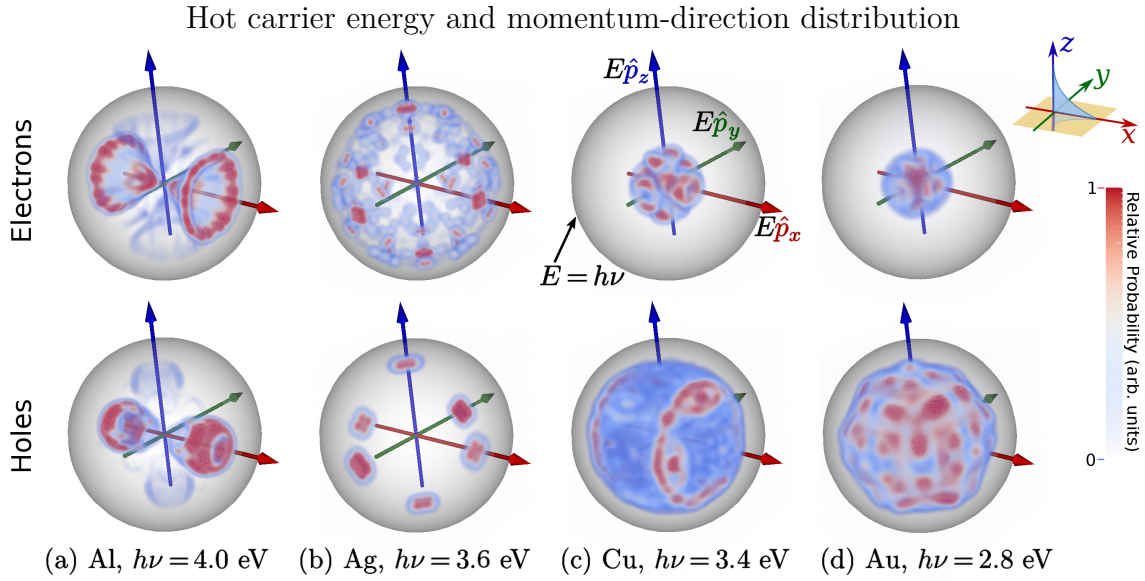 Hot carrier energy and momentum-direction distribution
Electrons
Holes
Ep̂z
Ep̂y
Ep̂x
E = hν
z
y
x
1
0
Relative Probability (arb. units)
(a) Al, hν = 4.0 eV
(b) Ag, hν = 3.6 eV
(c) Cu, hν = 3.4 eV
(d) Au, hν = 2.8 eV